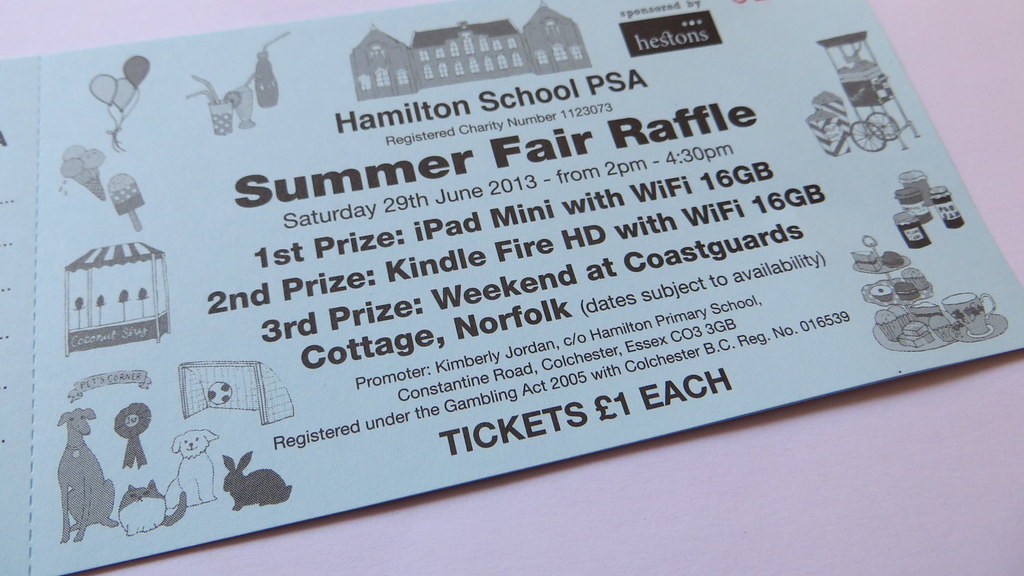 sponsored by
hestons
Hamilton School PSA
Registered Charity Number 1123073
Summer Fair Raffle
Saturday 29th June 2013 - from 2pm - 4:30pm
1st Prize: iPad Mini with WiFi 16GB
2nd Prize: Kindle Fire HD with WiFi 16GB
3rd Prize: Weekend at Coastguards
Cottage, Norfolk (dates subject to availability)
Promoter: Kimberly Jordan, c/o Hamilton Primary School,
Constantine Road, Colchester, Essex CO3 3GB
Registered under the Gambling Act 2005 with Colchester B.C. Reg. No. 016539
TICKETS £1 EACH
Coconut Shy
PETS CORNER